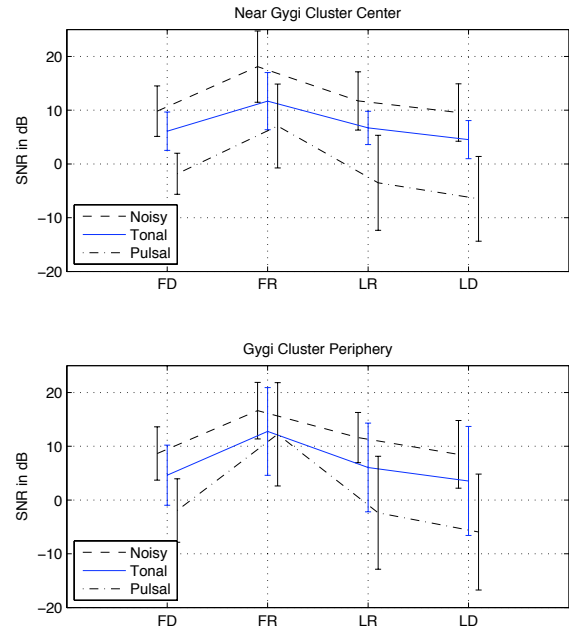 Near Gygi Cluster Center
20
10
0
−10
−20
SNR in dB
Noisy
Tonal
Pulsal
FD FR LR LD
Gygi Cluster Periphery
20
10
0
−10
−20
SNR in dB
Noisy
Tonal
Pulsal
FD FR LR LD